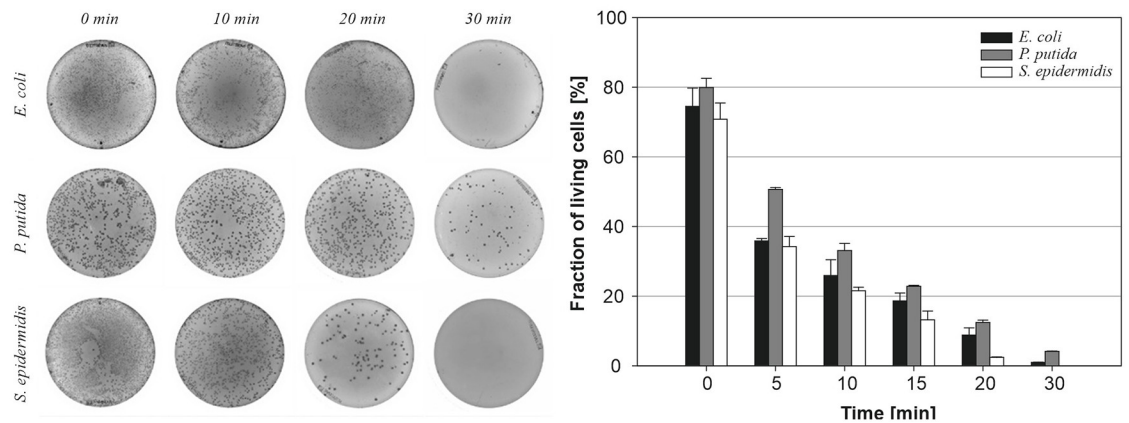 0 min 10 min 20 min 30 min
E. coli
P. putida
S. epidermidis
Fraction of living cells [%]
100
80
60
40
20
0
E. coli
P. putida
S. epidermidis
0 5 10 15 20 30
Time [min]